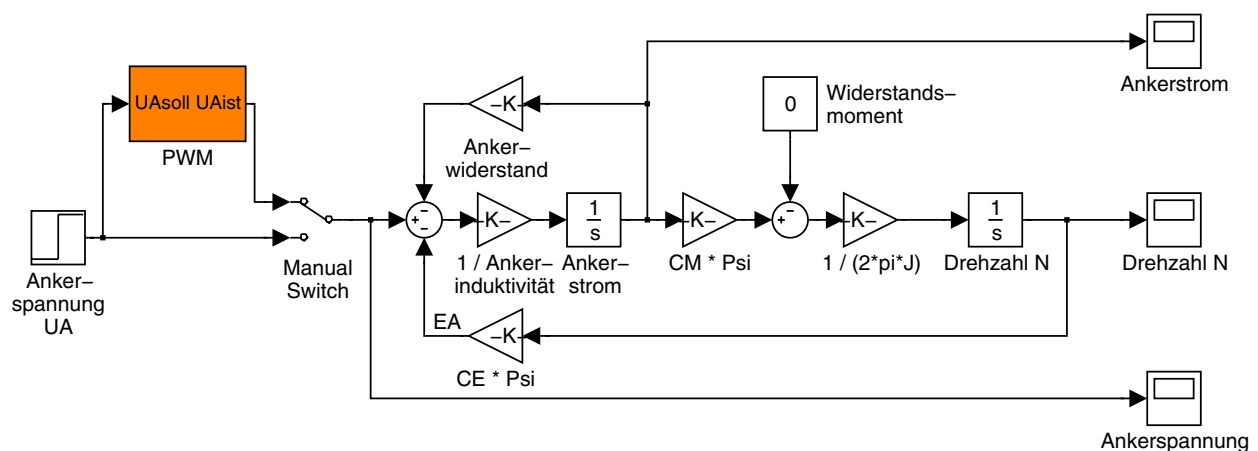 Ankerstrom
UAsoll UAist
PWM
–K–
Anker–
widerstand
0
Widerstands–
moment
Anker–
spannung
UA
Manual
Switch
+
–
–
–K–
1 / Anker–
induktivität
1
s
Anker–
strom
–K–
CM * Psi
+
–
–K–
1 / (2*pi*J)
1
s
Drehzahl N
Drehzahl N
EA
–K–
CE * Psi
Ankerspannung